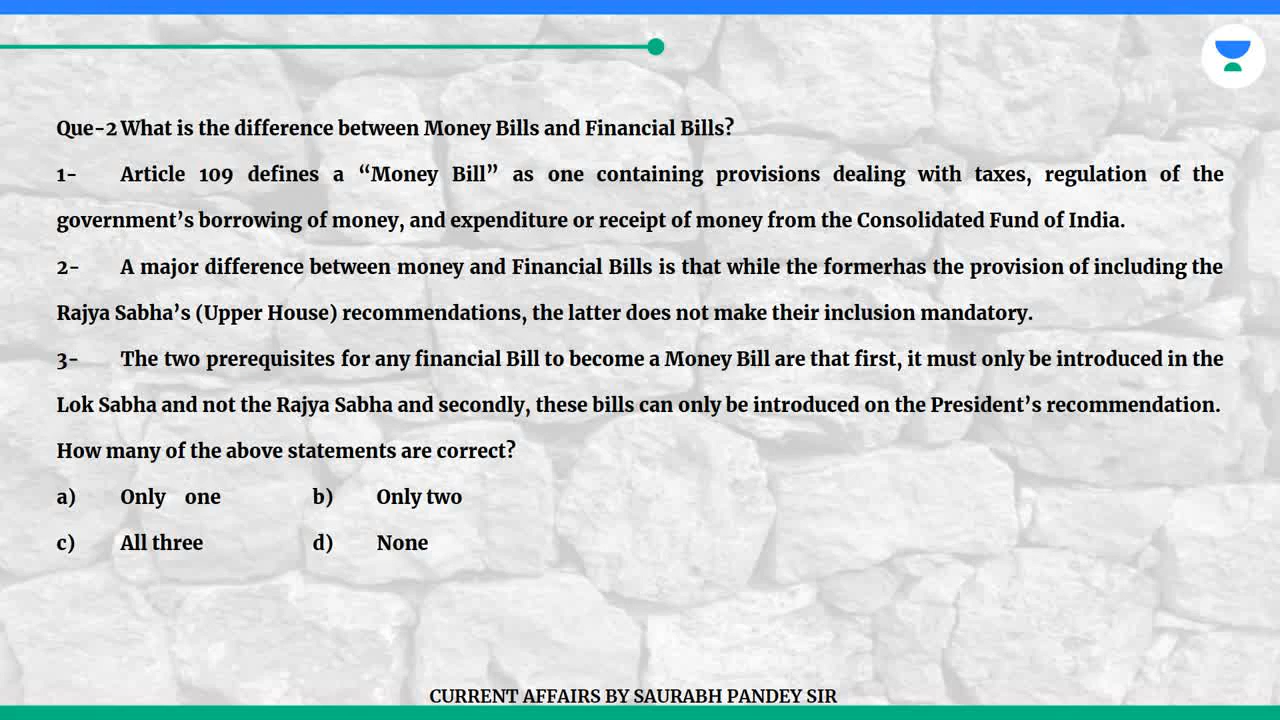 Que-2 What is the difference between Money Bills and Financial Bills?
1- Article 109 defines a “Money Bill” as one containing provisions dealing with taxes, regulation of the
government’s borrowing of money, and expenditure or receipt of money from the Consolidated Fund of India.
2- A major difference between money and Financial Bills is that while the formerhas the provision of including the
Rajya Sabha’s (Upper House) recommendations, the latter does not make their inclusion mandatory.
3- The two prerequisites for any financial Bill to become a Money Bill are that first, it must only be introduced in the
Lok Sabha and not the Rajya Sabha and secondly, these bills can only be introduced on the President’s recommendation.
How many of the above statements are correct?
a) Only one b) Only two
c) All three d) None
CURRENT AFFAIRS BY SAURABH PANDEY SIR